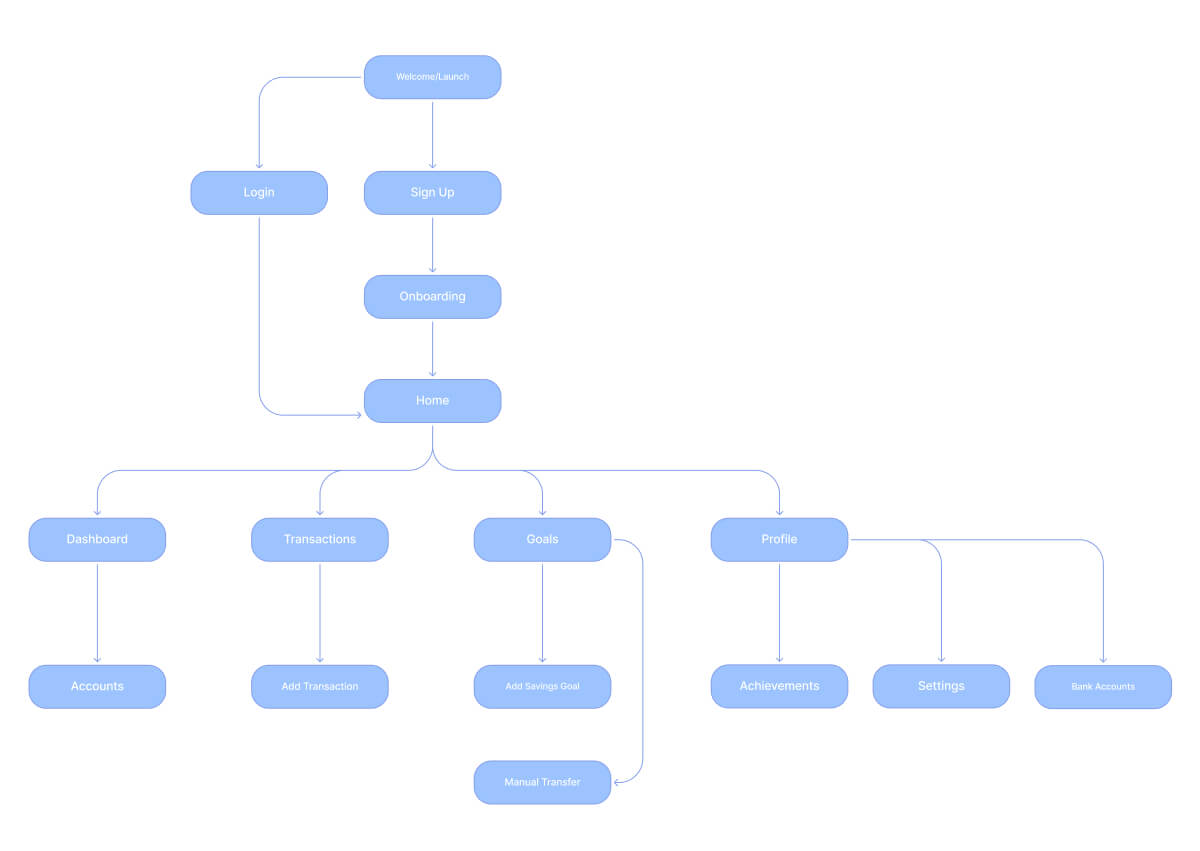 Welcome/Launch
Login
Sign Up
Onboarding
Home
Dashboard
Transactions
Goals
Profile
Accounts
Add Transaction
Add Savings Goal
Achievements
Settings
Bank Accounts
Manual Transfer